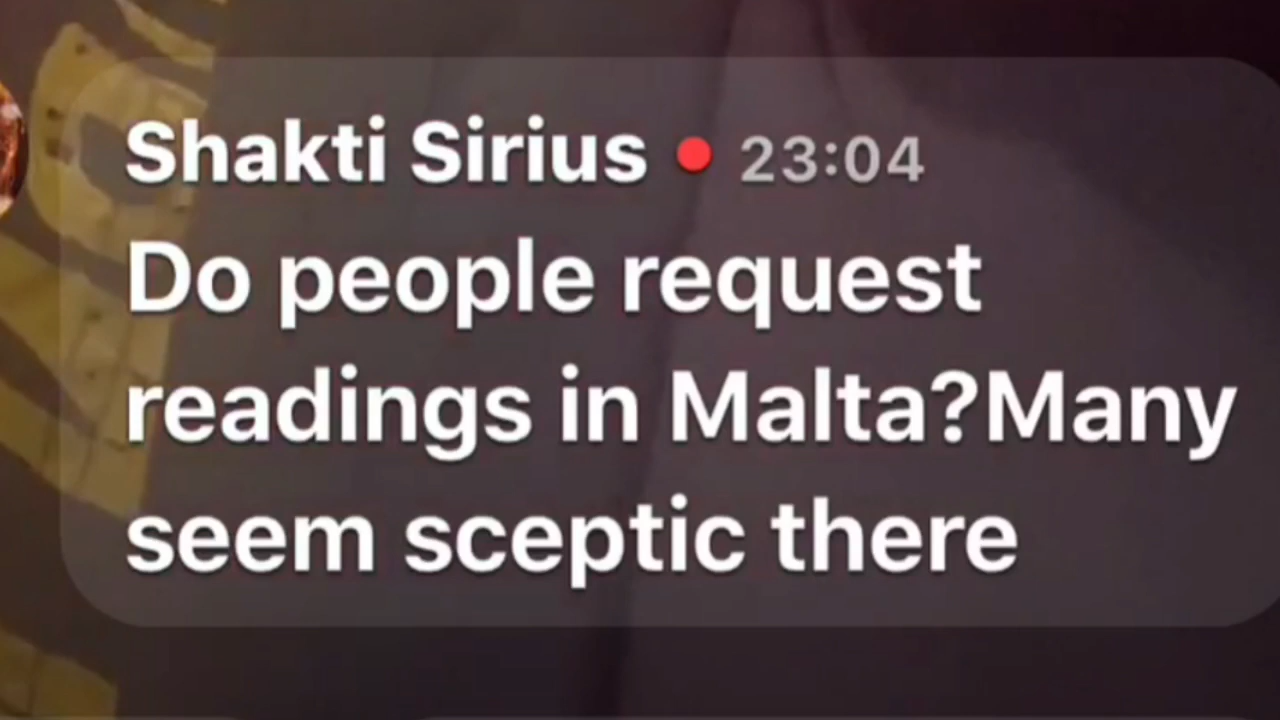 Shakti Sirius 23:04
Do people request
readings in Malta?Many
seem sceptic there